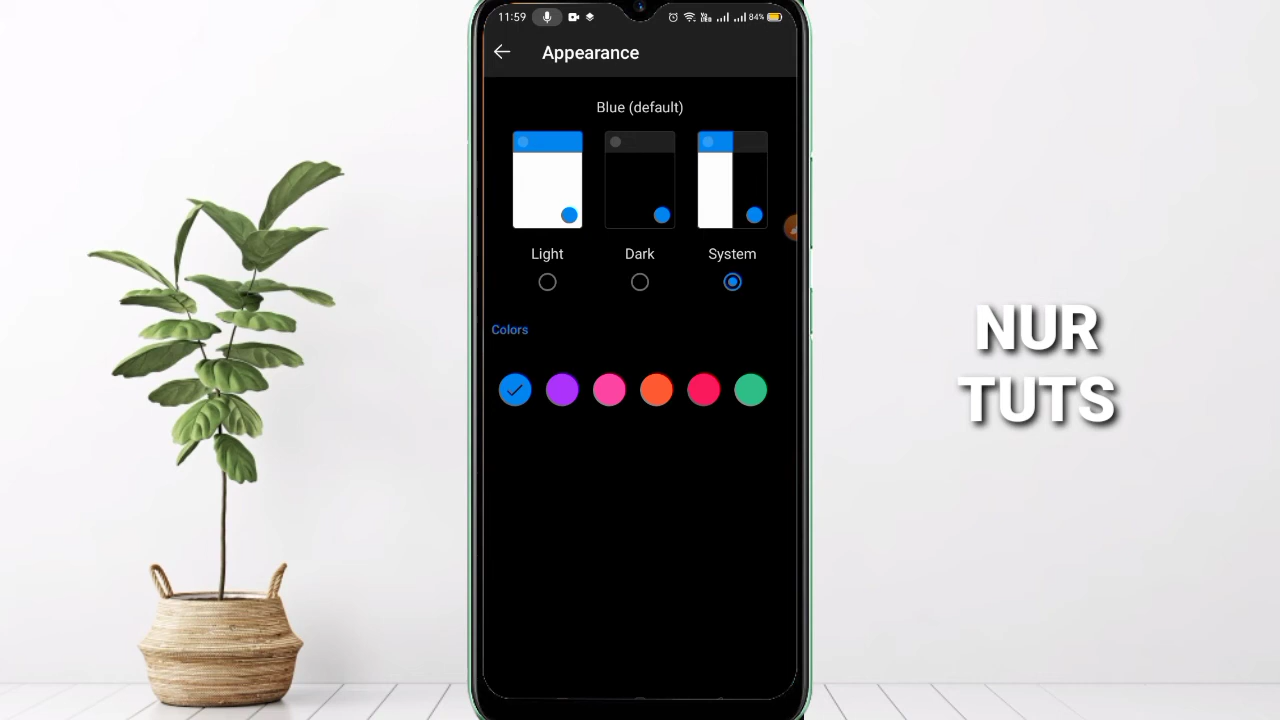 11:59
84%
Appearance
Blue (default)
Light
Dark
System
Colors
NUR
TUTS